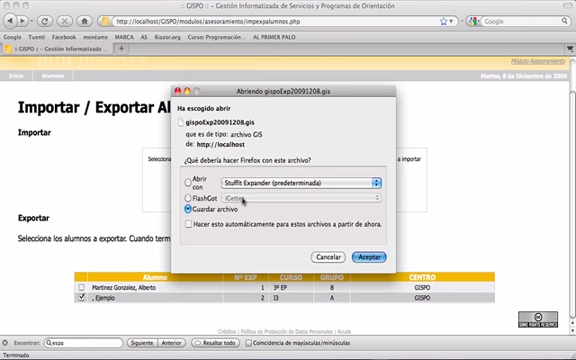 :: GISPO :: – Gestión Informatizada de Servicios y Programas de Orientación
http://localhost/GISPO/modulos/asesoramiento/impexpalumnos.php
Google
Google Tuenti Facebook menéame MARCA Riazor.org Comunio.: AL PRIMER PALO
:: GISPO :: – Gestión Informatizada ...
Módulo Asesoramiento
Inicio Alumnos
Martes, 8 de Diciembre de 2009
Importar / Exportar Al
Importar
Seleccione
a importar
Exportar
Selecciona los alumnos a exportar. Cuando term
Abriendo gispoExp20091208.gis
Ha escogido abrir
gispoExp20091208.gis
que es de tipo: archivo GIS
de: http://localhost
¿Qué debería hacer Firefox con este archivo?
Abrir con StuffIt Expander (predeterminada)
FlashGot iGetter
Guardar archivo
Hacer esto automáticamente para estos archivos a partir de ahora.
Cancelar Aceptar
Alumno Nº EXP CURSO GRUPO CENTRO
Martinez Gonzalez, Alberto 1 3º EP B GISPO
, Ejemplo 2 I3 A GISPO
Créditos | Política de Protección de Datos Personales | Ayuda
SOME RIGHTS RESERVED
Encontrar: espa Siguiente Anterior Resaltar todo Coincidencia de mayúsculas/minúsculas
Terminado